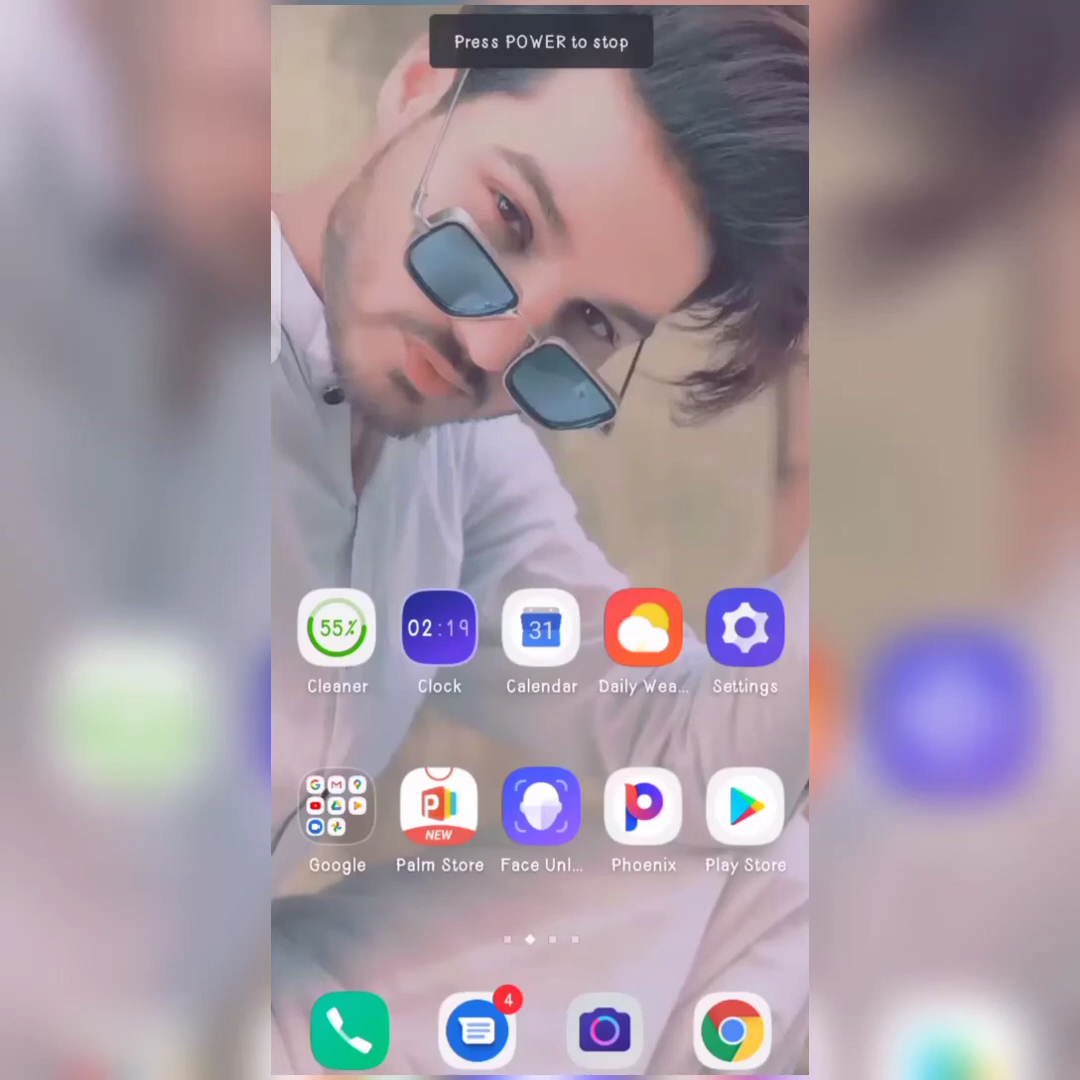 Press POWER to stop
55%
02:19
31
Cleaner
Clock
Calendar
Daily Wea...
Settings
NEW
Google
Palm Store
Face Unl...
Phoenix
Play Store
4